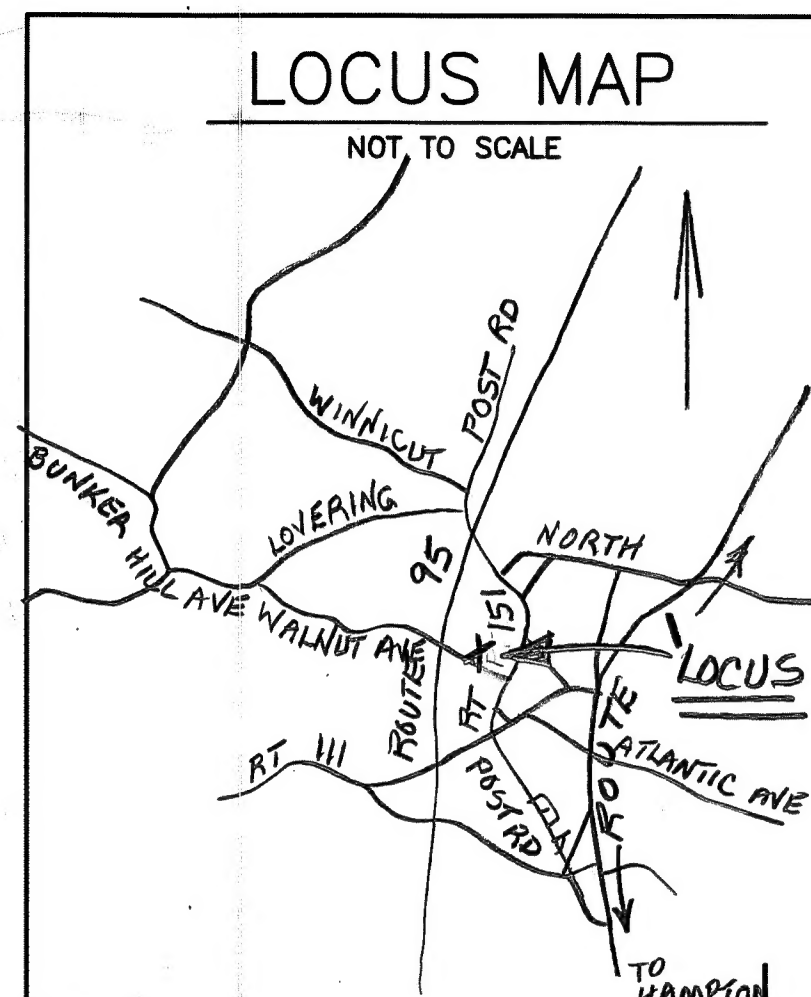 LOCUS MAP
NOT TO SCALE
POST RD
WINNICUT
BUNKER HILL AVE
LOVERING
95
NORTH
WALNUT AVE
ROUTE
RT 151
X
LOCUS
ROUTE 1
ATLANTIC AVE
RT 111
POST RD
TO
HAMPTON